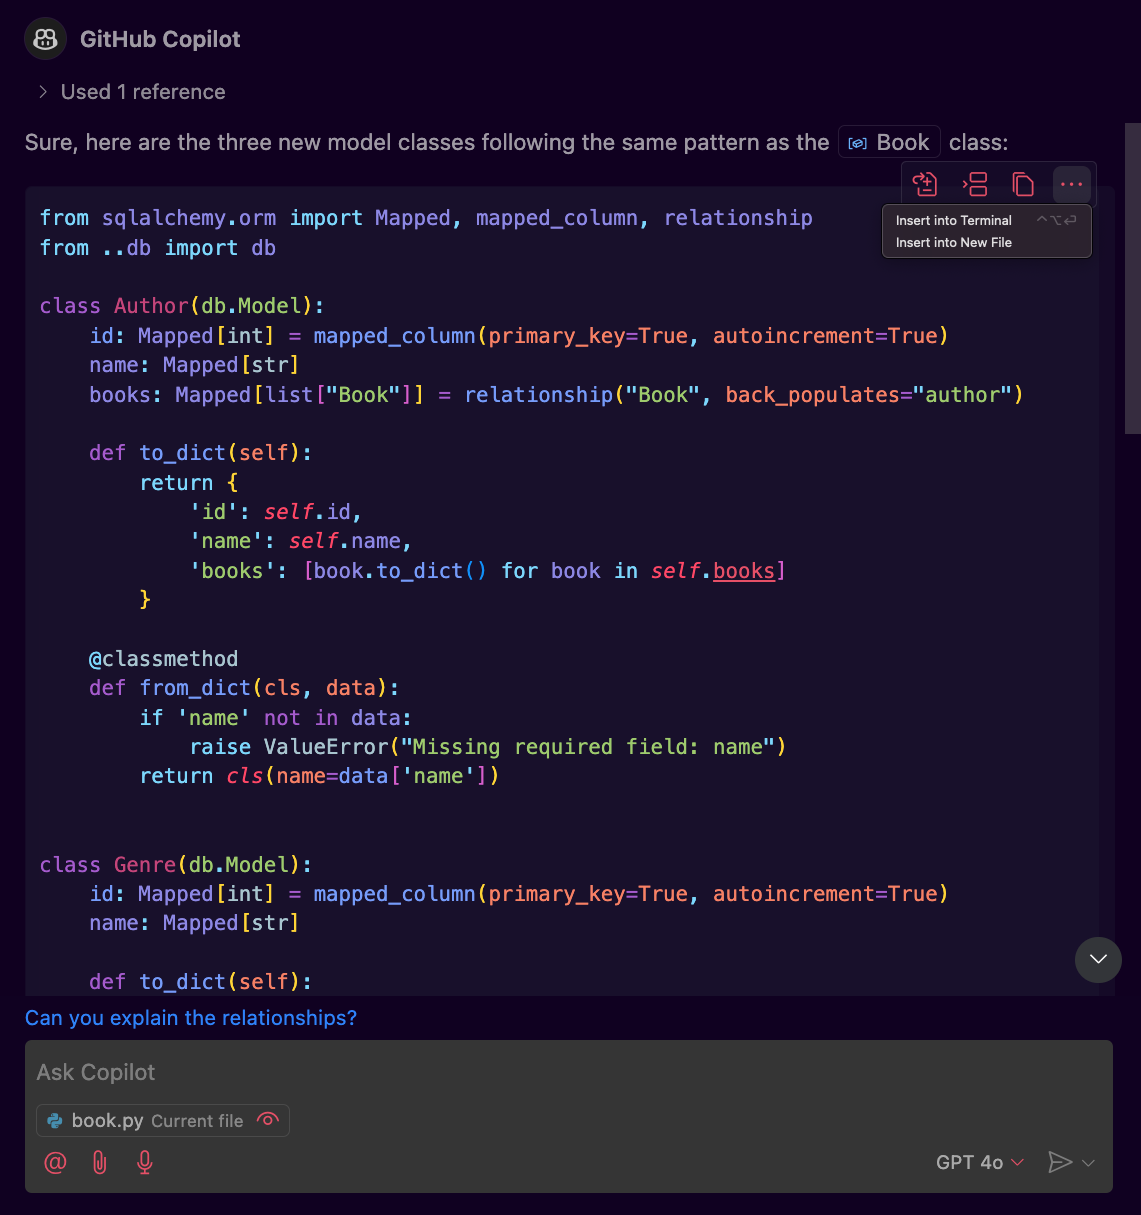 GitHub Copilot
Used 1 reference
Sure, here are the three new model classes following the same pattern as the Book class:
Insert into Terminal ^⌥⏎
Insert into New File
from sqlalchemy.orm import Mapped, mapped_column, relationship
from ..db import db
class Author(db.Model):
    id: Mapped[int] = mapped_column(primary_key=True, autoincrement=True)
    name: Mapped[str]
    books: Mapped[list["Book"]] = relationship("Book", back_populates="author")
    def to_dict(self):
        return {
            'id': self.id,
            'name': self.name,
            'books': [book.to_dict() for book in self.books]
        }
    @classmethod
    def from_dict(cls, data):
        if 'name' not in data:
            raise ValueError("Missing required field: name")
        return cls(name=data['name'])
class Genre(db.Model):
    id: Mapped[int] = mapped_column(primary_key=True, autoincrement=True)
    name: Mapped[str]
    def to_dict(self):
Can you explain the relationships?
Ask Copilot
book.py Current file
@
GPT 4o